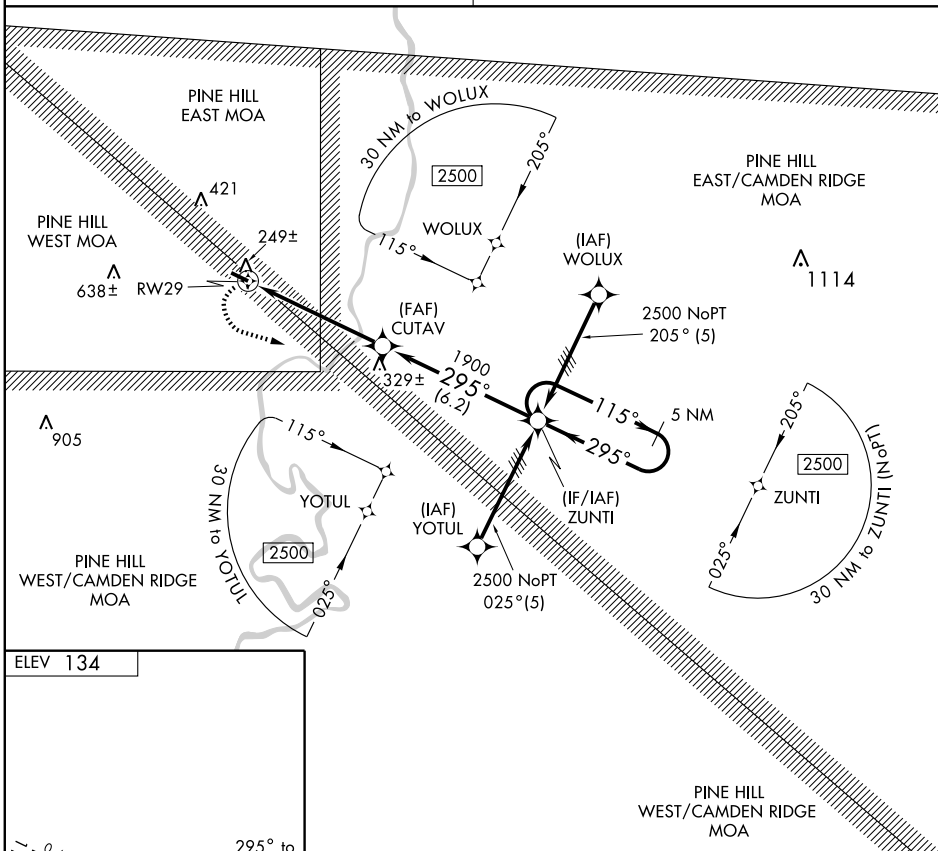 PINE HILL
EAST MOA
30 NM to WOLUX
2500
205°
WOLUX
115°
PINE HILL
EAST/CAMDEN RIDGE
MOA
1114
421
PINE HILL
WEST MOA
249±
638±
RW29
(IAF)
WOLUX
2500 NoPT
205° (5)
(FAF)
CUTAV
1900
295°
(6.2)
329±
115°
5 NM
295°
905
115°
YOTUL
30 NM to YOTUL
2500
025°
(IAF)
YOTUL
(IF/IAF)
ZUNTI
2500 NoPT
025° (5)
205°
2500
ZUNTI
025°
30 NM to ZUNTI (NoPT)
PINE HILL
WEST/CAMDEN RIDGE
MOA
ELEV 134
PINE HILL
WEST/CAMDEN RIDGE
MOA
295° to